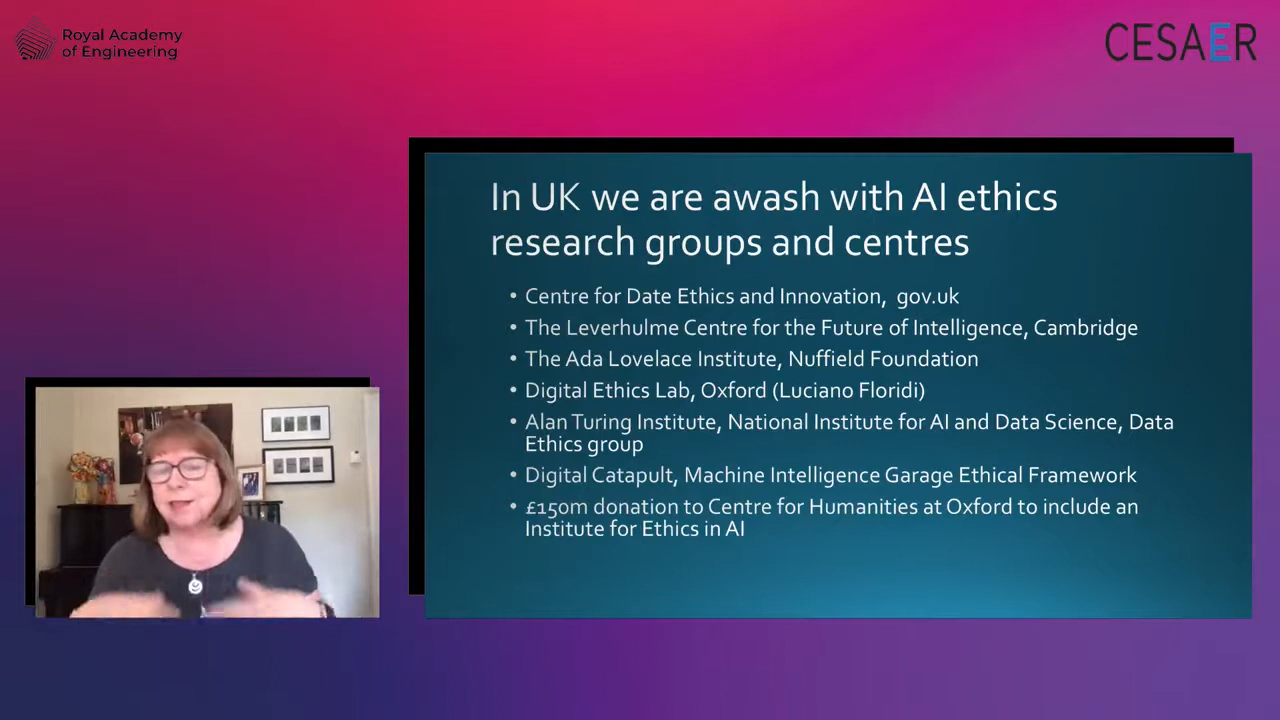 Royal Academy
of Engineering
CESAER
In UK we are awash with AI ethics
research groups and centres
• Centre for Date Ethics and Innovation, gov.uk
• The Leverhulme Centre for the Future of Intelligence, Cambridge
• The Ada Lovelace Institute, Nuffield Foundation
• Digital Ethics Lab, Oxford (Luciano Floridi)
• Alan Turing Institute, National Institute for AI and Data Science, Data
Ethics group
• Digital Catapult, Machine Intelligence Garage Ethical Framework
• £150m donation to Centre for Humanities at Oxford to include an
Institute for Ethics in AI